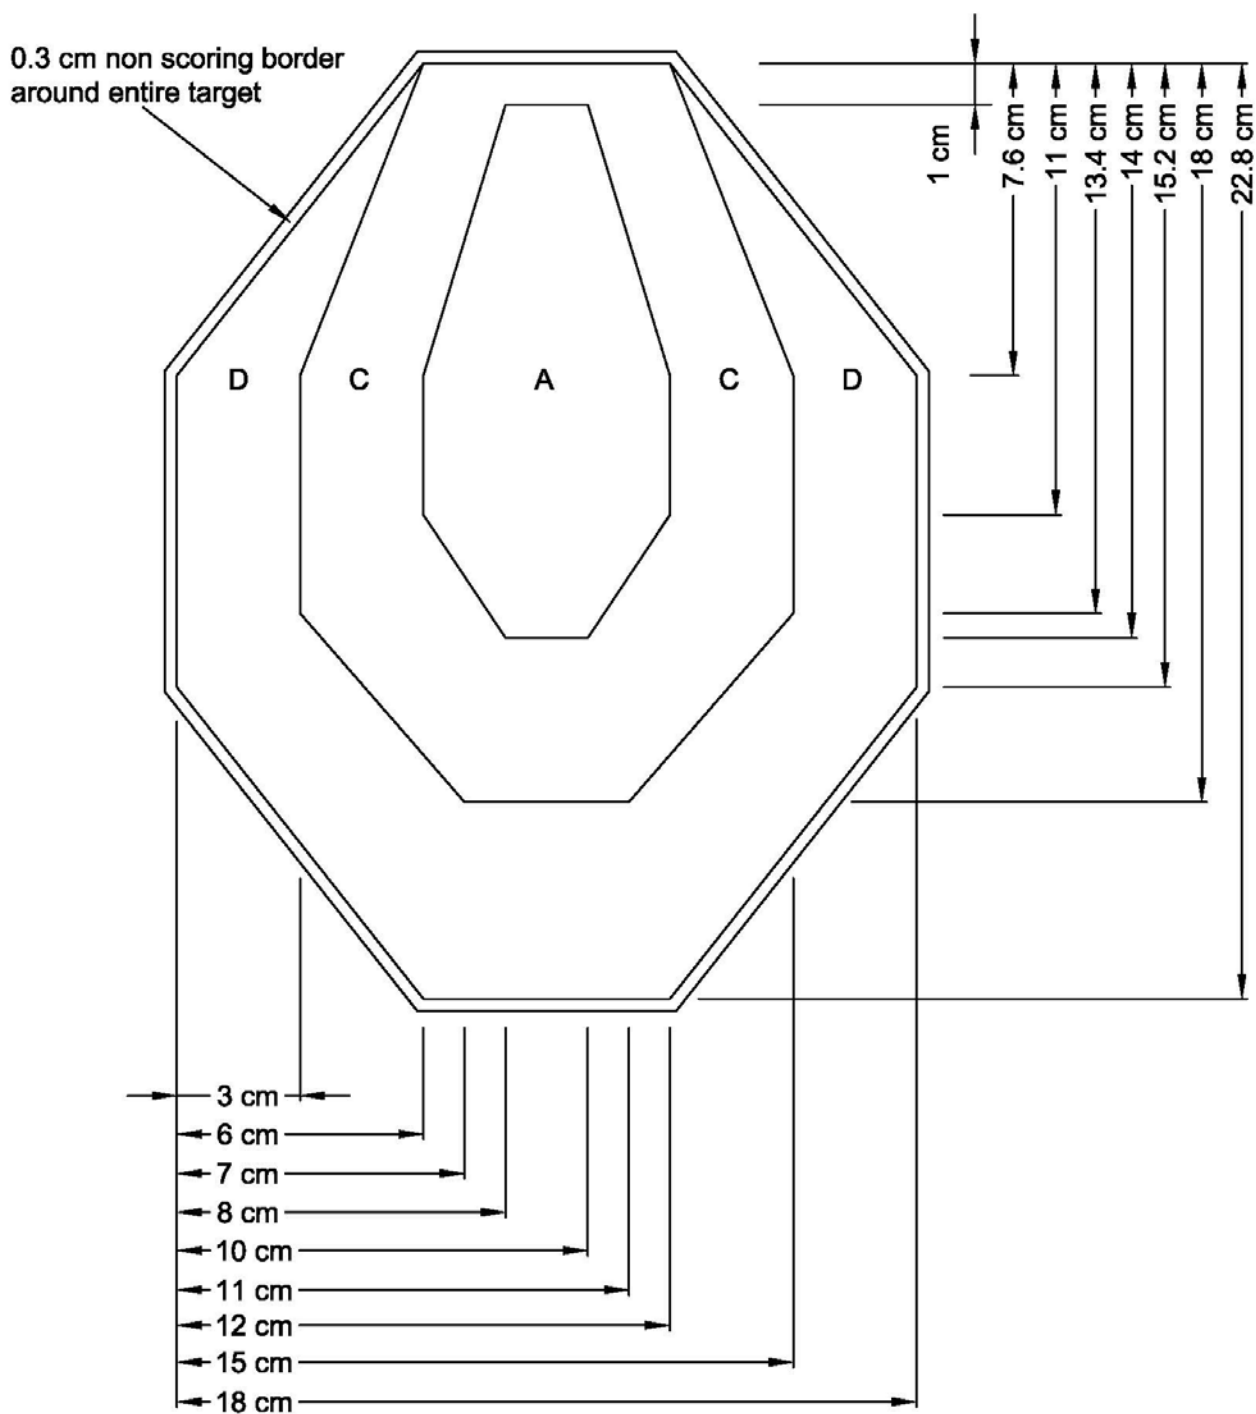 0.3 cm non scoring border
around entire target
1 cm
7.6 cm
11 cm
13.4 cm
14 cm
15.2 cm
18 cm
22.8 cm
D
C
A
C
D
3 cm
6 cm
7 cm
8 cm
10 cm
11 cm
12 cm
15 cm
18 cm